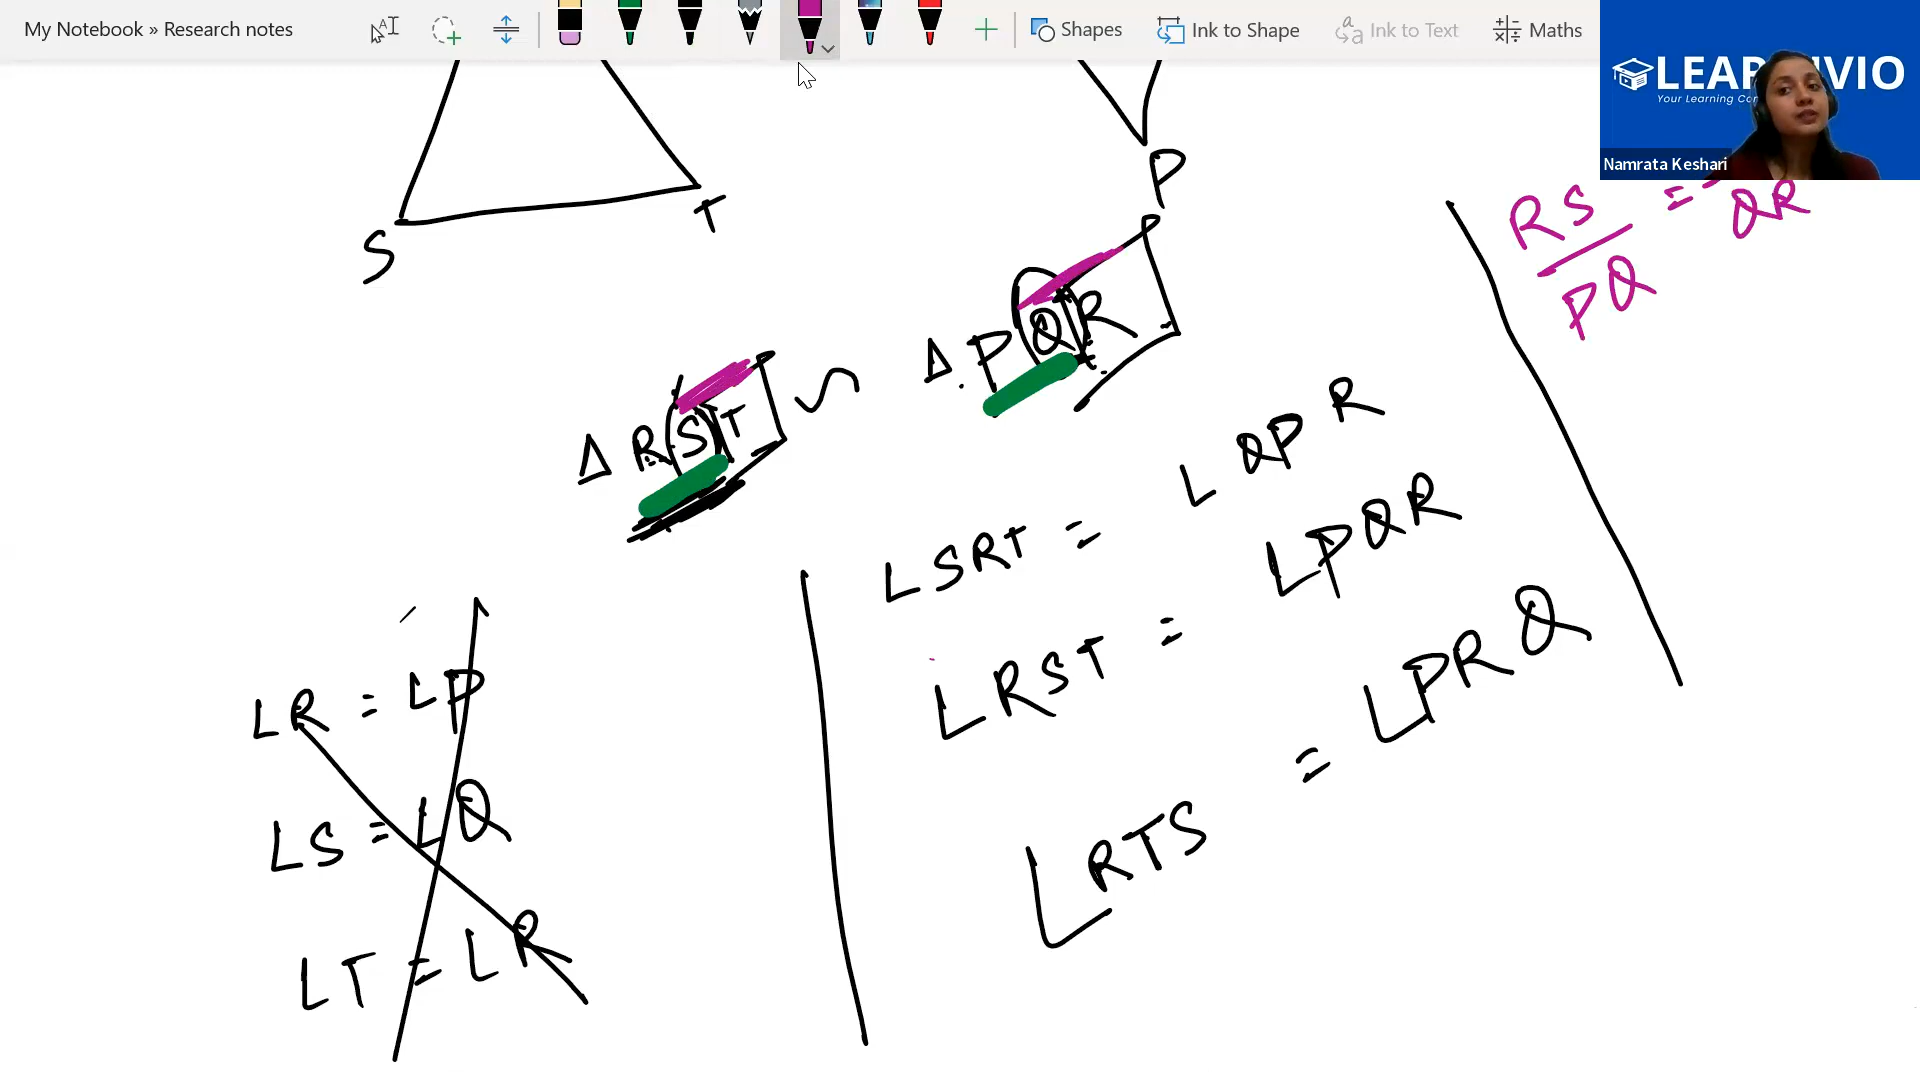 My Notebook » Research notes
Shapes
Ink to Shape
Ink to Text
Maths
LEAR VIO
Your Learning Co
Namrata Keshari
S
T
P
RS/PQ = QR
Δ RST ~ Δ PQR
∠SRT = ∠QPR
∠RST = ∠PQR
∠RTS = ∠PRQ
∠R = ∠P
∠S = ∠Q
∠T = ∠R